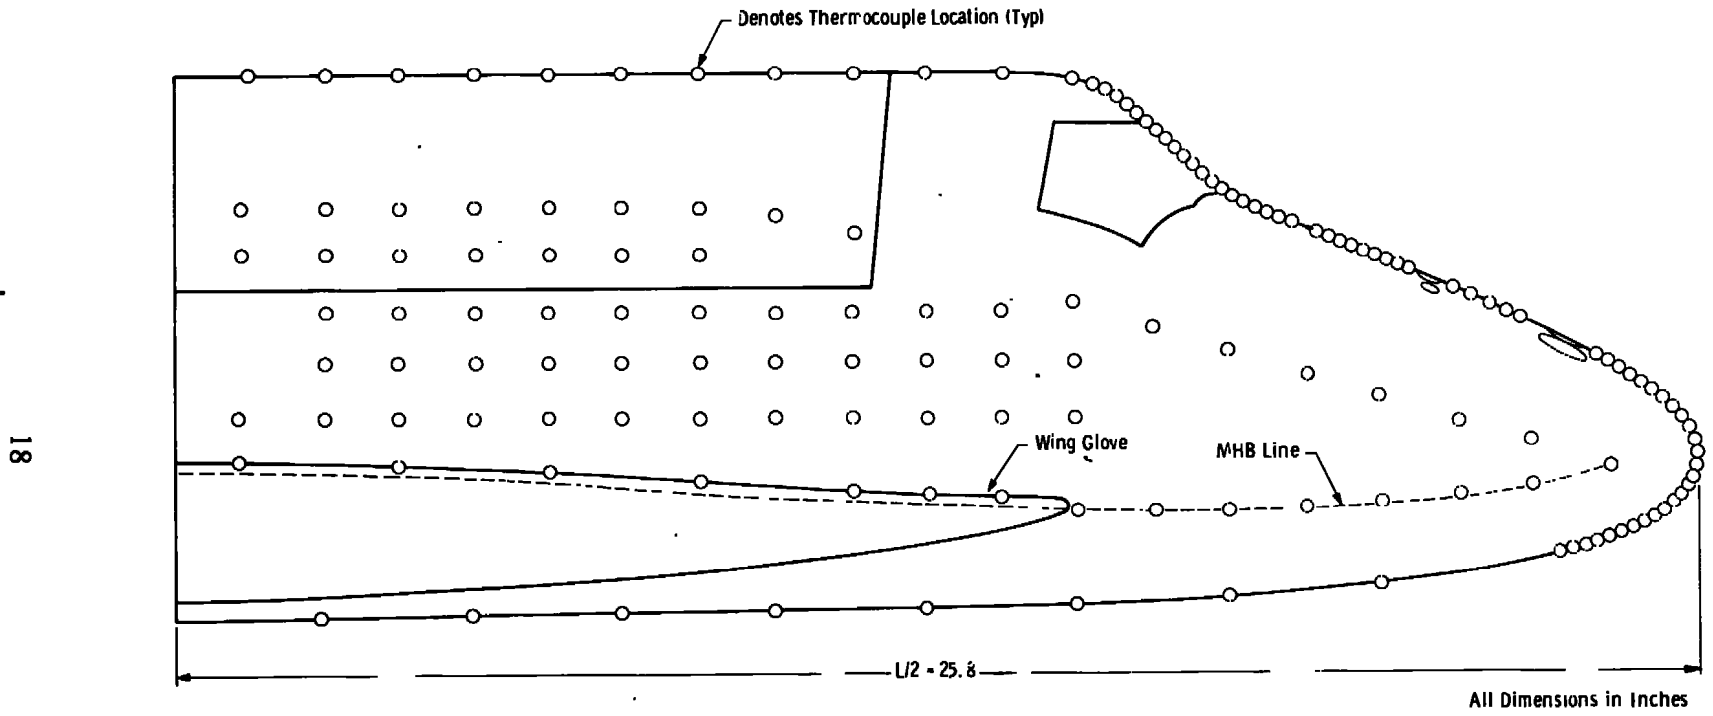 Denotes Thermocouple Location (Typ)
Wing Glove
MHB Line
L/2 = 25.8
All Dimensions in Inches
18